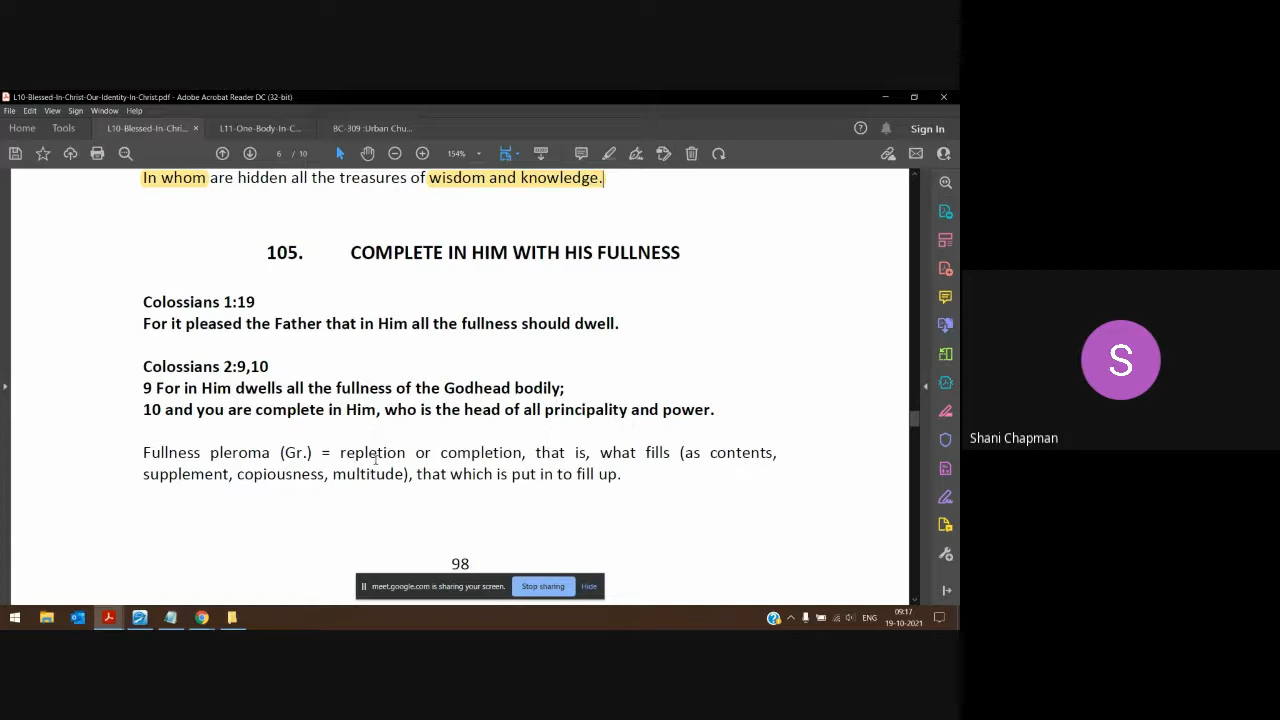 L10-Blessed-In-Christ-Our-Identity-In-Christ.pdf - Adobe Acrobat Reader DC (32-bit)
File Edit View Sign Window Help
Home Tools L10-Blessed-In-Chri... × L11-One-Body-In-C... BC-309 :Urban Chu... Sign In
6 / 10 154%
In whom are hidden all the treasures of wisdom and knowledge.
105. COMPLETE IN HIM WITH HIS FULLNESS
Colossians 1:19
For it pleased the Father that in Him all the fullness should dwell.
Colossians 2:9,10
9 For in Him dwells all the fullness of the Godhead bodily;
10 and you are complete in Him, who is the head of all principality and power.
Fullness pleroma (Gr.) = repletion or completion, that is, what fills (as contents,
supplement, copiousness, multitude), that which is put in to fill up.
98
meet.google.com is sharing your screen. Stop sharing Hide
ENG
09:17
19-10-2021
S
Shani Chapman